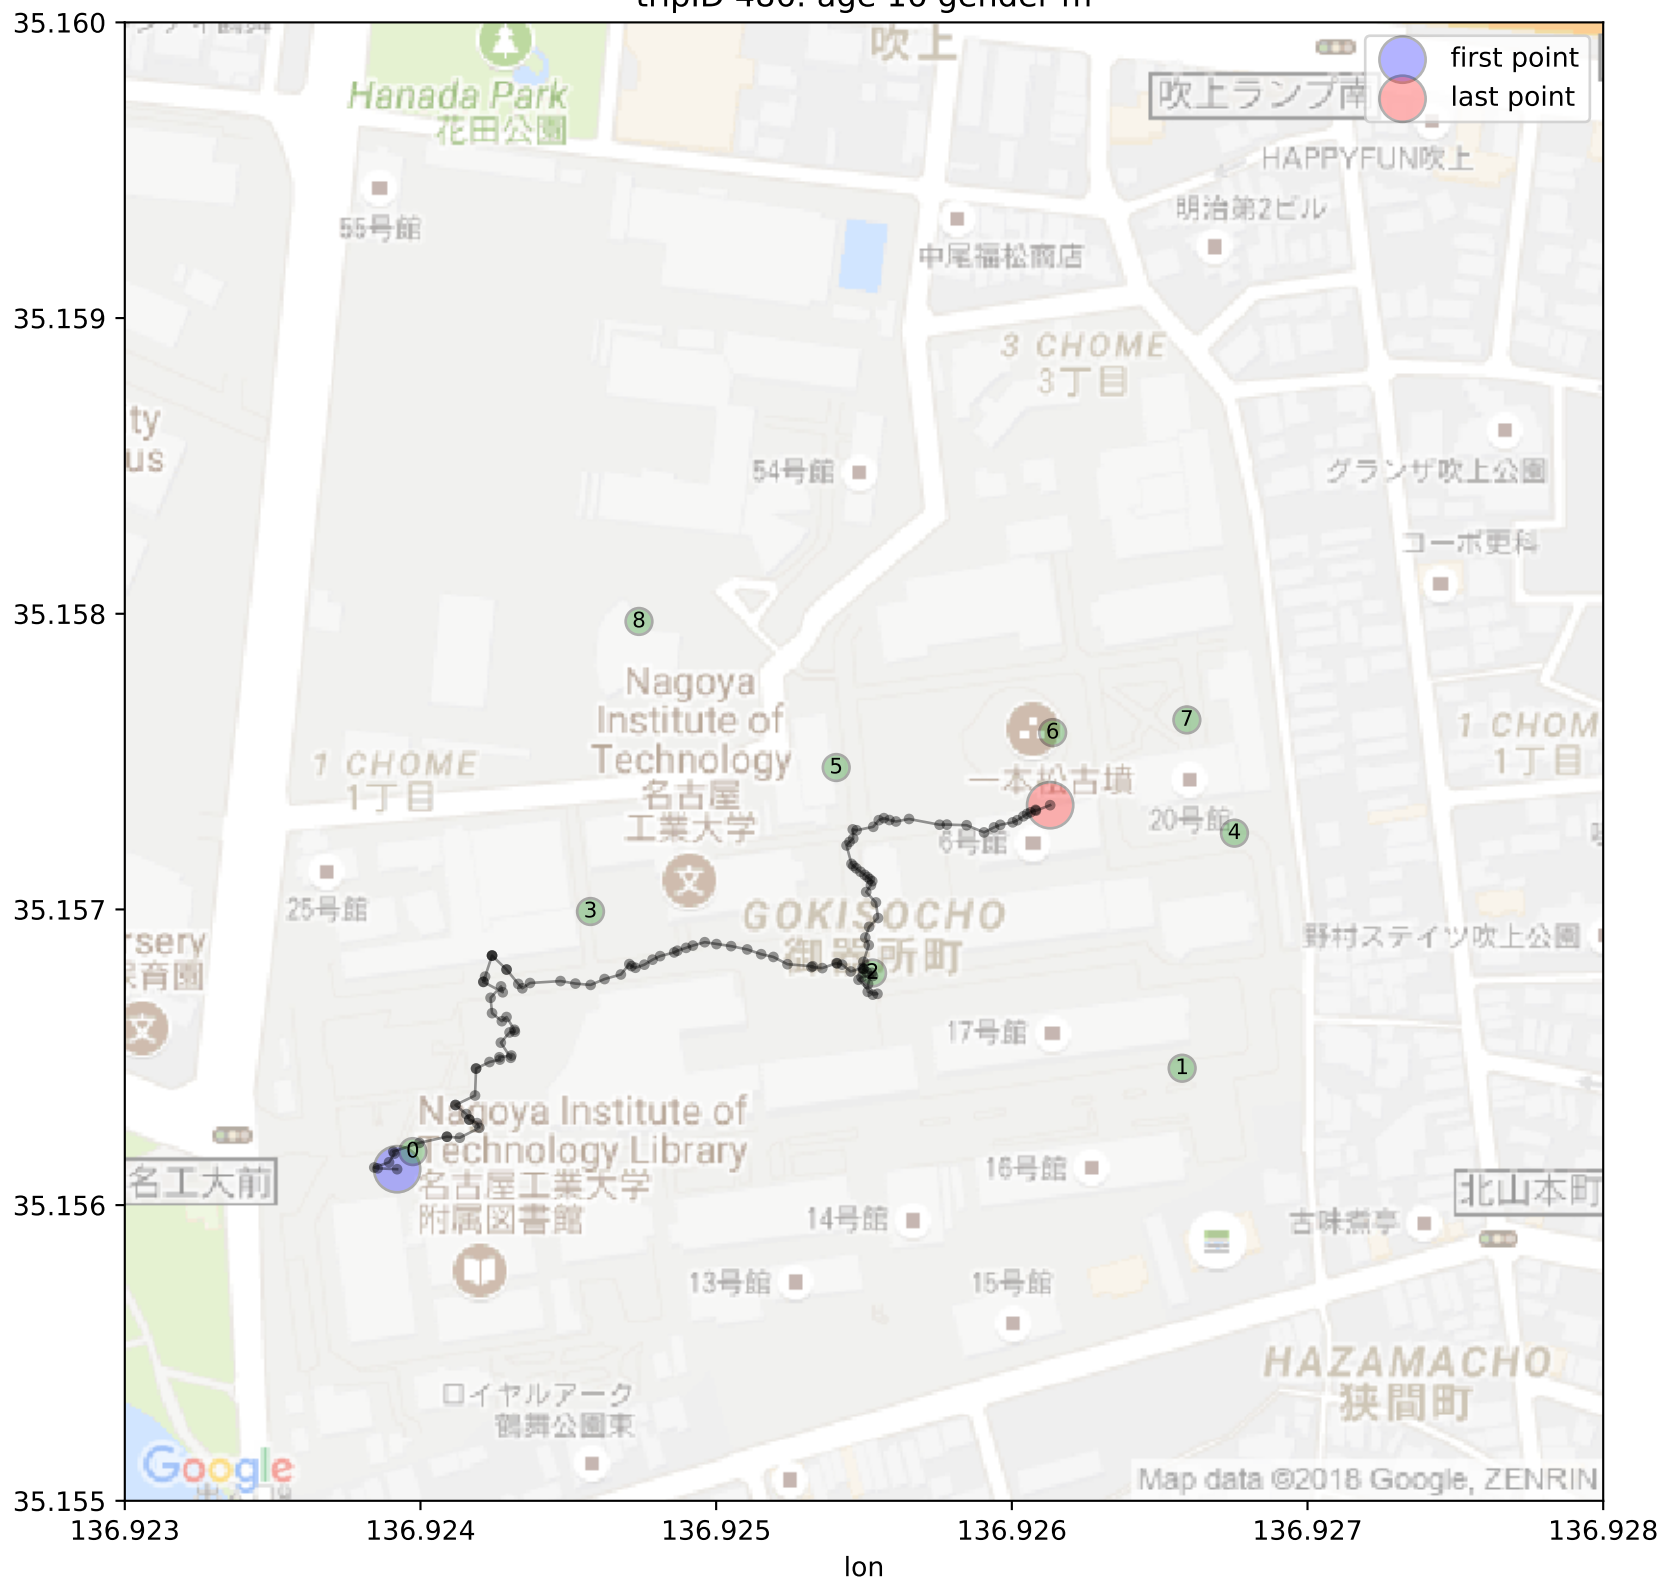 tripID 480: age 10 gender m
35.160
first point
last point
吹上
吹上ランプ南
Hanada Park
花田公園
HAPPYFUN吹上
55号館
明治第2ビル
中尾福松商店
35.159
3 CHOME
3丁目
ty
us
54号館
グランザ吹上公園
コーポ更科
35.158
8
Nagoya
Institute of
Technology
名古屋
工業大学
6
7
1 CHOM
1丁目
1 CHOME
1丁目
5
一本松古墳
20号館
4
6号館
25号館
3
35.157
GOKISOCHO
御器所町
rsery
保育園
野村ステイツ吹上公園
2
17号館
1
Nagoya Institute of
Technology Library
名古屋工業大学
附属図書館
0
名工大前
16号館
北山本町
35.156
14号館
古味煮亭
13号館
15号館
HAZAMACHO
狭間町
ロイヤルアーク
鶴舞公園東
Google
Map data ©2018 Google, ZENRIN
35.155
136.923
136.924
136.925
136.926
136.927
136.928
lon